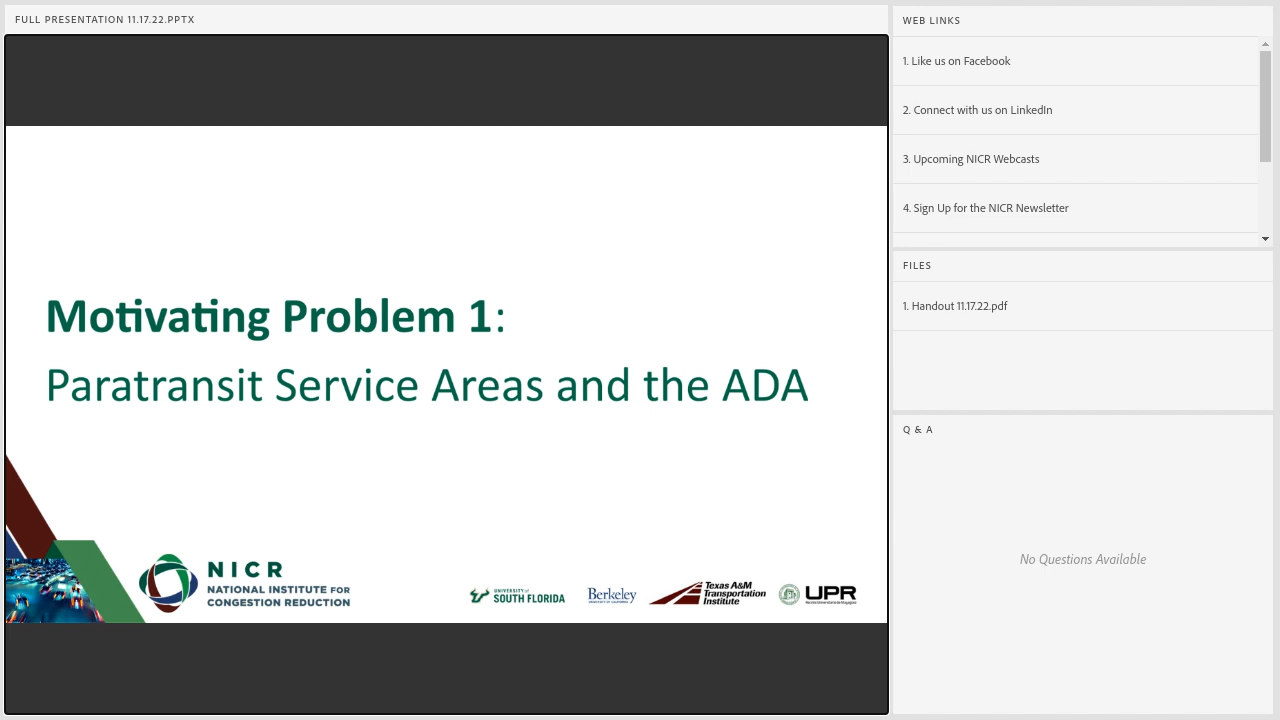 FULL PRESENTATION 11.17.22.PPTX
Motivating Problem 1:
Paratransit Service Areas and the ADA
NICR
NATIONAL INSTITUTE FOR
CONGESTION REDUCTION
UNIVERSITY of
SOUTH FLORIDA
Berkeley
UNIVERSITY OF CALIFORNIA
Texas A&M
Transportation
Institute
UPR
WEB LINKS
1. Like us on Facebook
2. Connect with us on LinkedIn
3. Upcoming NICR Webcasts
4. Sign Up for the NICR Newsletter
FILES
1. Handout 11.17.22.pdf
Q & A
No Questions Available